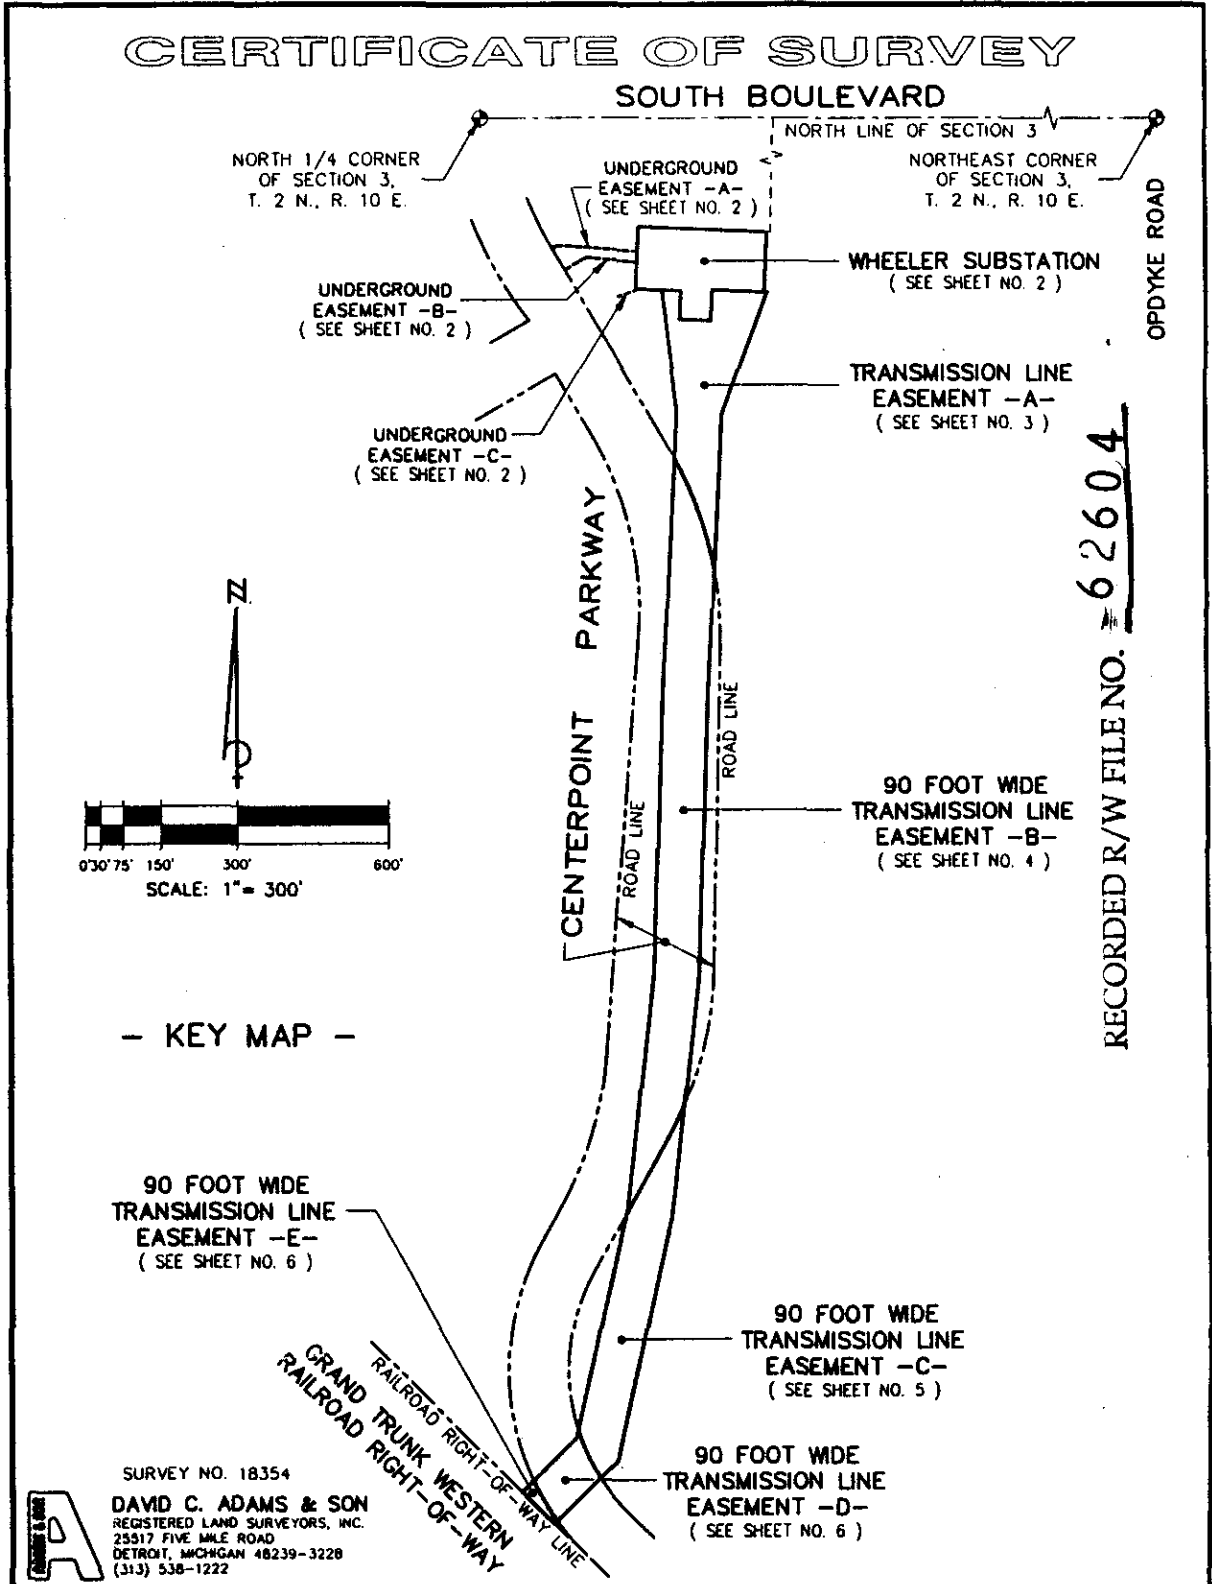 CERTIFICATE OF SURVEY
SOUTH BOULEVARD
NORTH LINE OF SECTION 3
NORTH 1/4 CORNER
OF SECTION 3,
T. 2 N., R. 10 E.
UNDERGROUND
EASEMENT -A-
( SEE SHEET NO. 2 )
NORTHEAST CORNER
OF SECTION 3,
T. 2 N., R. 10 E.
OPDYKE ROAD
WHEELER SUBSTATION
( SEE SHEET NO. 2 )
UNDERGROUND
EASEMENT -B-
( SEE SHEET NO. 2 )
TRANSMISSION LINE
EASEMENT -A-
( SEE SHEET NO. 3 )
UNDERGROUND
EASEMENT -C-
( SEE SHEET NO. 2 )
CENTERPOINT PARKWAY
ROAD LINE
ROAD LINE
RECORDED R/W FILE NO. 62604
N
0'30'75' 150' 300' 600'
SCALE: 1"= 300'
90 FOOT WIDE
TRANSMISSION LINE
EASEMENT -B-
( SEE SHEET NO. 4 )
- KEY MAP -
90 FOOT WIDE
TRANSMISSION LINE
EASEMENT -E-
( SEE SHEET NO. 6 )
90 FOOT WIDE
TRANSMISSION LINE
EASEMENT -C-
( SEE SHEET NO. 5 )
GRAND TRUNK WESTERN
RAILROAD RIGHT-OF-WAY
RAILROAD RIGHT-OF-WAY LINE
90 FOOT WIDE
TRANSMISSION LINE
EASEMENT -D-
( SEE SHEET NO. 6 )
SURVEY NO. 18354
DAVID C. ADAMS & SON
REGISTERED LAND SURVEYORS, INC.
25517 FIVE MILE ROAD
DETROIT, MICHIGAN 48239-3228
(313) 538-1222